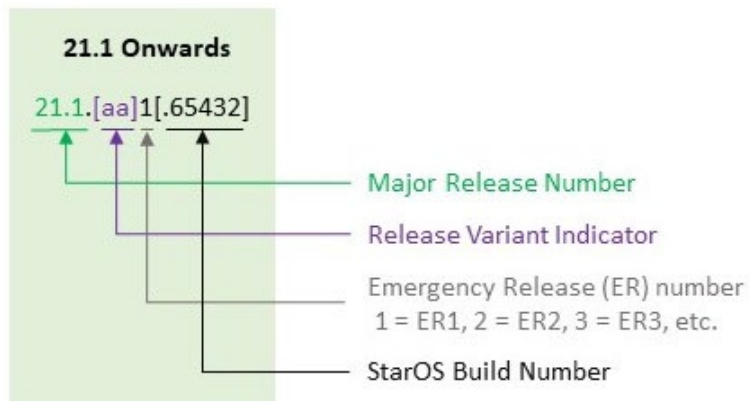 21.1 Onwards
21.1.[aa]1[.65432]
Major Release Number
Release Variant Indicator
Emergency Release (ER) number
1 = ER1, 2 = ER2, 3 = ER3, etc.
StarOS Build Number